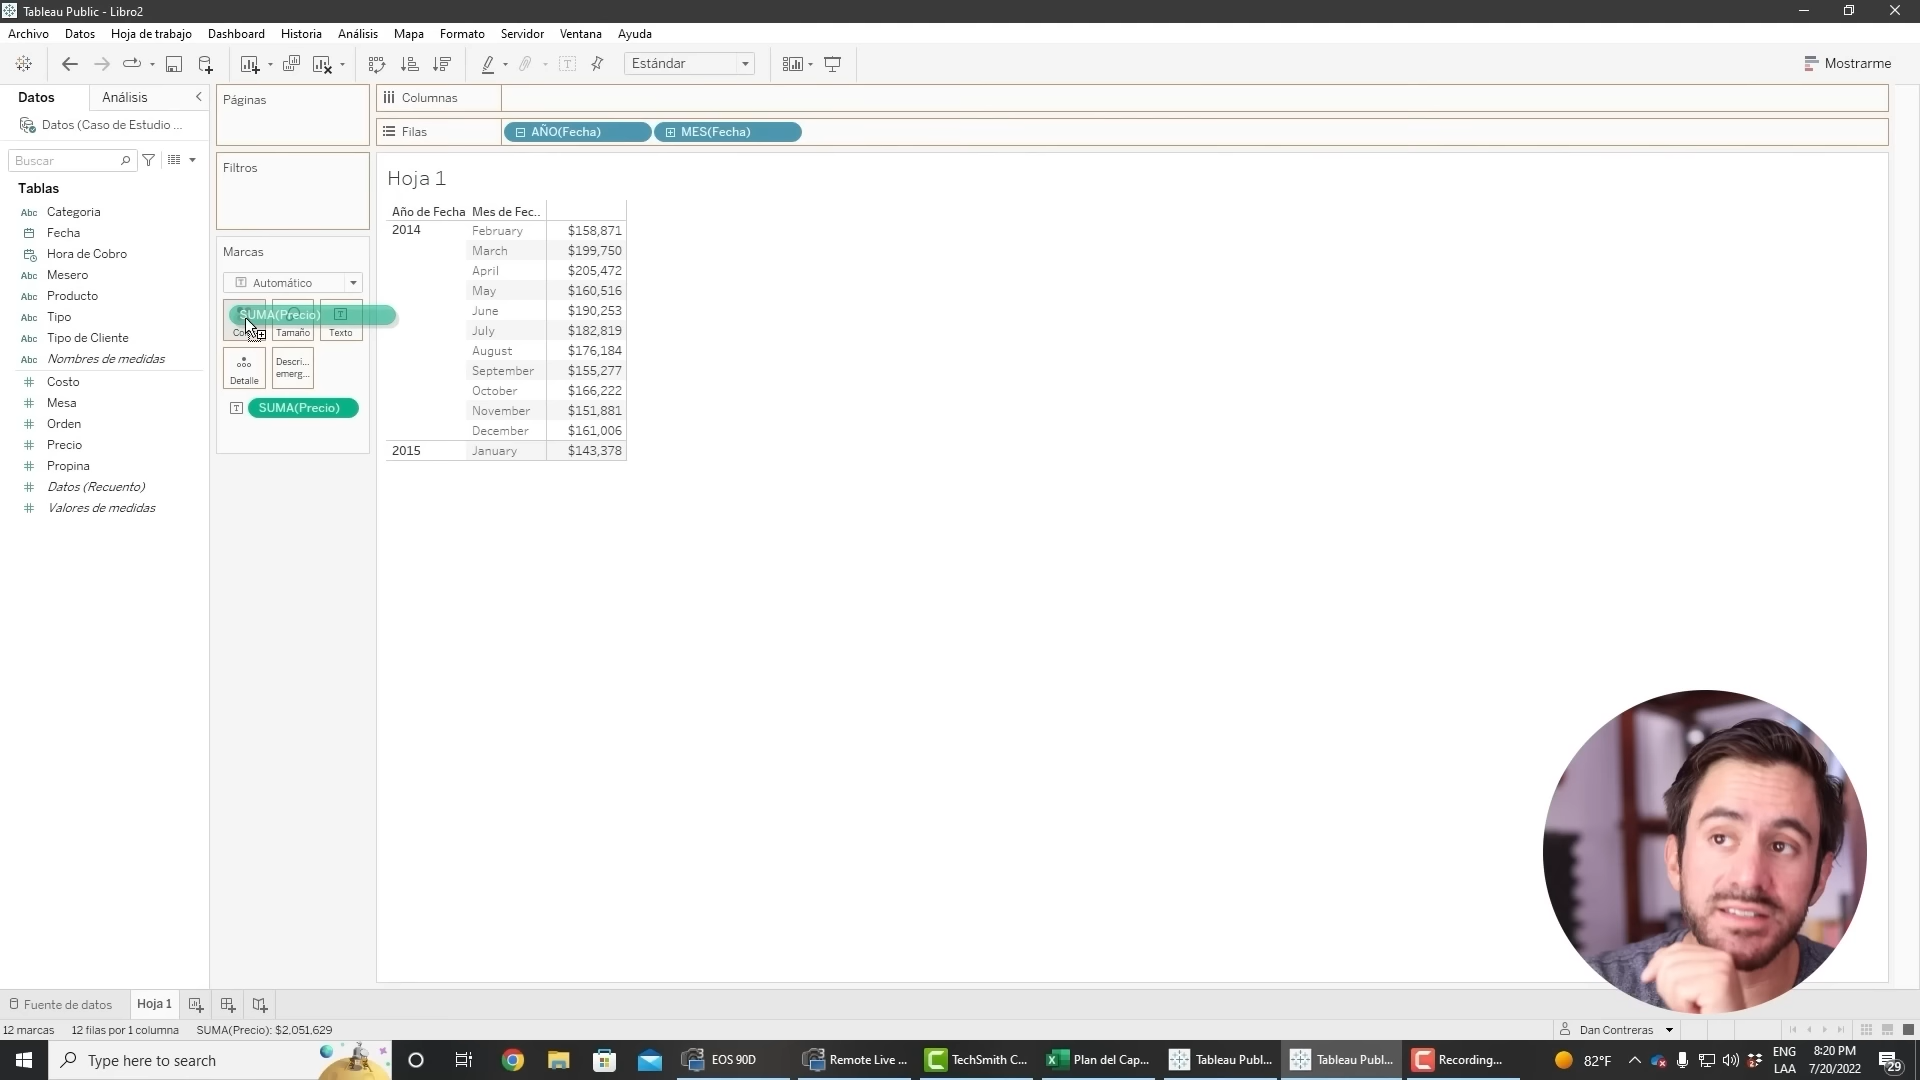 Tableau Public - Libro2
Archivo Datos Hoja de trabajo Dashboard Historia Análisis Mapa Formato Servidor Ventana Ayuda
Estándar
Mostrarme
Datos Análisis
Datos (Caso de Estudio ...
Buscar
Tablas
Abc Categoria
Fecha
Hora de Cobro
Abc Mesero
Abc Producto
Abc Tipo
Abc Tipo de Cliente
Abc Nombres de medidas
Costo
Mesa
Orden
Precio
Propina
Datos (Recuento)
Valores de medidas
Páginas
Filtros
Marcas
Automático
SUMA(Precio)
Tamaño Texto
Detalle
Descri...
emerg...
SUMA(Precio)
Columnas
Filas AÑO(Fecha) MES(Fecha)
Hoja 1
Año de Fecha Mes de Fec..
2014 February $158,871
March $199,750
April $205,472
May $160,516
June $190,253
July $182,819
August $176,184
September $155,277
October $166,222
November $151,881
December $161,006
2015 January $143,378
Fuente de datos Hoja 1
12 marcas 12 filas por 1 columna SUMA(Precio): $2,051,629
Dan Contreras
Type here to search
EOS 90D
Remote Live ...
TechSmith C...
Plan del Cap...
Tableau Publ...
Tableau Publ...
Recording...
82°F
ENG
LAA
8:20 PM
7/20/2022
29